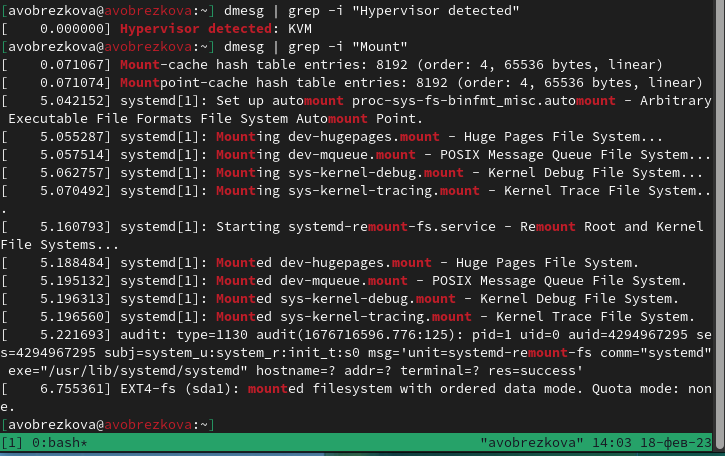 [avobrezkova@avobrezkova:~] dmesg | grep -i "Hypervisor detected"
[    0.000000] Hypervisor detected: KVM
[avobrezkova@avobrezkova:~] dmesg | grep -i "Mount"
[    0.071067] Mount-cache hash table entries: 8192 (order: 4, 65536 bytes, linear)
[    0.071074] Mountpoint-cache hash table entries: 8192 (order: 4, 65536 bytes, linear)
[    5.042152] systemd[1]: Set up automount proc-sys-fs-binfmt_misc.automount - Arbitrary
 Executable File Formats File System Automount Point.
[    5.055287] systemd[1]: Mounting dev-hugepages.mount - Huge Pages File System...
[    5.057514] systemd[1]: Mounting dev-mqueue.mount - POSIX Message Queue File System...
[    5.062757] systemd[1]: Mounting sys-kernel-debug.mount - Kernel Debug File System...
[    5.070492] systemd[1]: Mounting sys-kernel-tracing.mount - Kernel Trace File System..
.
[    5.160793] systemd[1]: Starting systemd-remount-fs.service - Remount Root and Kernel
File Systems...
[    5.188484] systemd[1]: Mounted dev-hugepages.mount - Huge Pages File System.
[    5.195132] systemd[1]: Mounted dev-mqueue.mount - POSIX Message Queue File System.
[    5.196313] systemd[1]: Mounted sys-kernel-debug.mount - Kernel Debug File System.
[    5.196560] systemd[1]: Mounted sys-kernel-tracing.mount - Kernel Trace File System.
[    5.221693] audit: type=1130 audit(1676716596.776:125): pid=1 uid=0 auid=4294967295 se
s=4294967295 subj=system_u:system_r:init_t:s0 msg='unit=systemd-remount-fs comm="systemd"
 exe="/usr/lib/systemd/systemd" hostname=? addr=? terminal=? res=success'
[    6.755361] EXT4-fs (sda1): mounted filesystem with ordered data mode. Quota mode: non
e.
[avobrezkova@avobrezkova:~]
[1] 0:bash* "avobrezkova" 14:03 18-фев-23